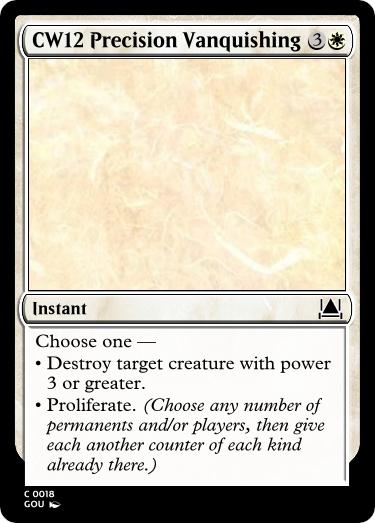 CW12 Precision Vanquishing 3
Instant
Choose one —
• Destroy target creature with power
3 or greater.
• Proliferate. (Choose any number of
permanents and/or players, then give
each another counter of each kind
already there.)
C 0018
GOU